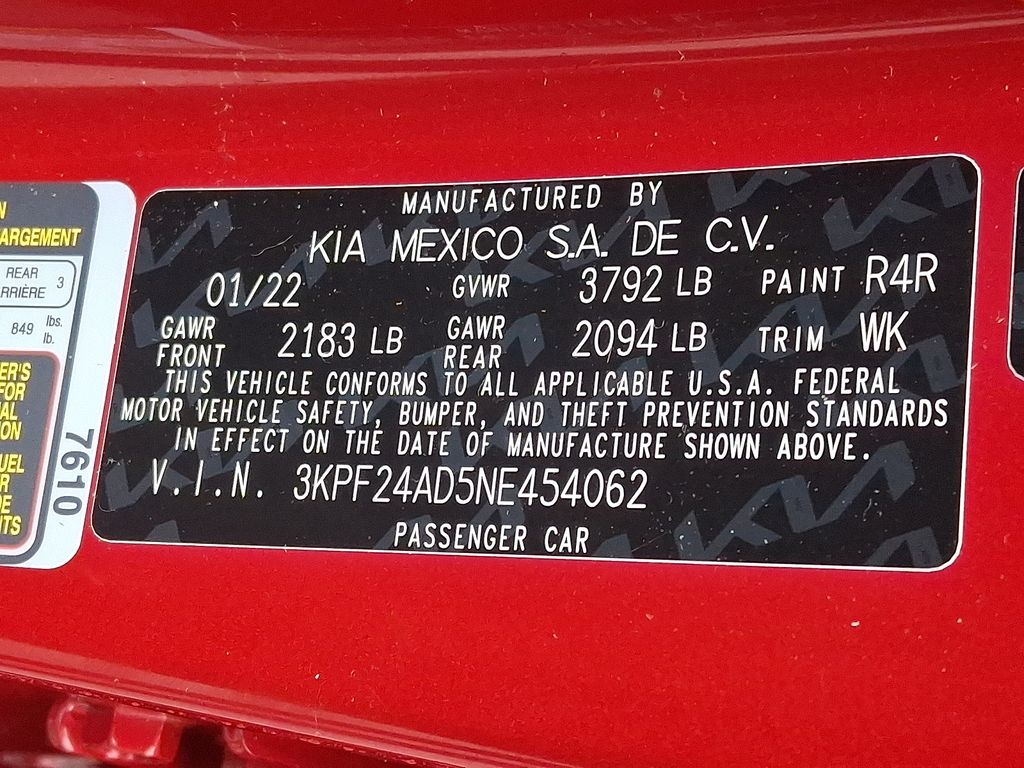 MANUFACTURED BY
KIA MEXICO S.A. DE C.V.
01/22 GVWR 3792 LB PAINT R4R
GAWR FRONT 2183 LB GAWR REAR 2094 LB TRIM WK
THIS VEHICLE CONFORMS TO ALL APPLICABLE U.S.A. FEDERAL
MOTOR VEHICLE SAFETY, BUMPER, AND THEFT PREVENTION STANDARDS
IN EFFECT ON THE DATE OF MANUFACTURE SHOWN ABOVE.
V.I.N. 3KPF24AD5NE454062
PASSENGER CAR
REAR 3
849 lbs.
lb.
FOR
7610